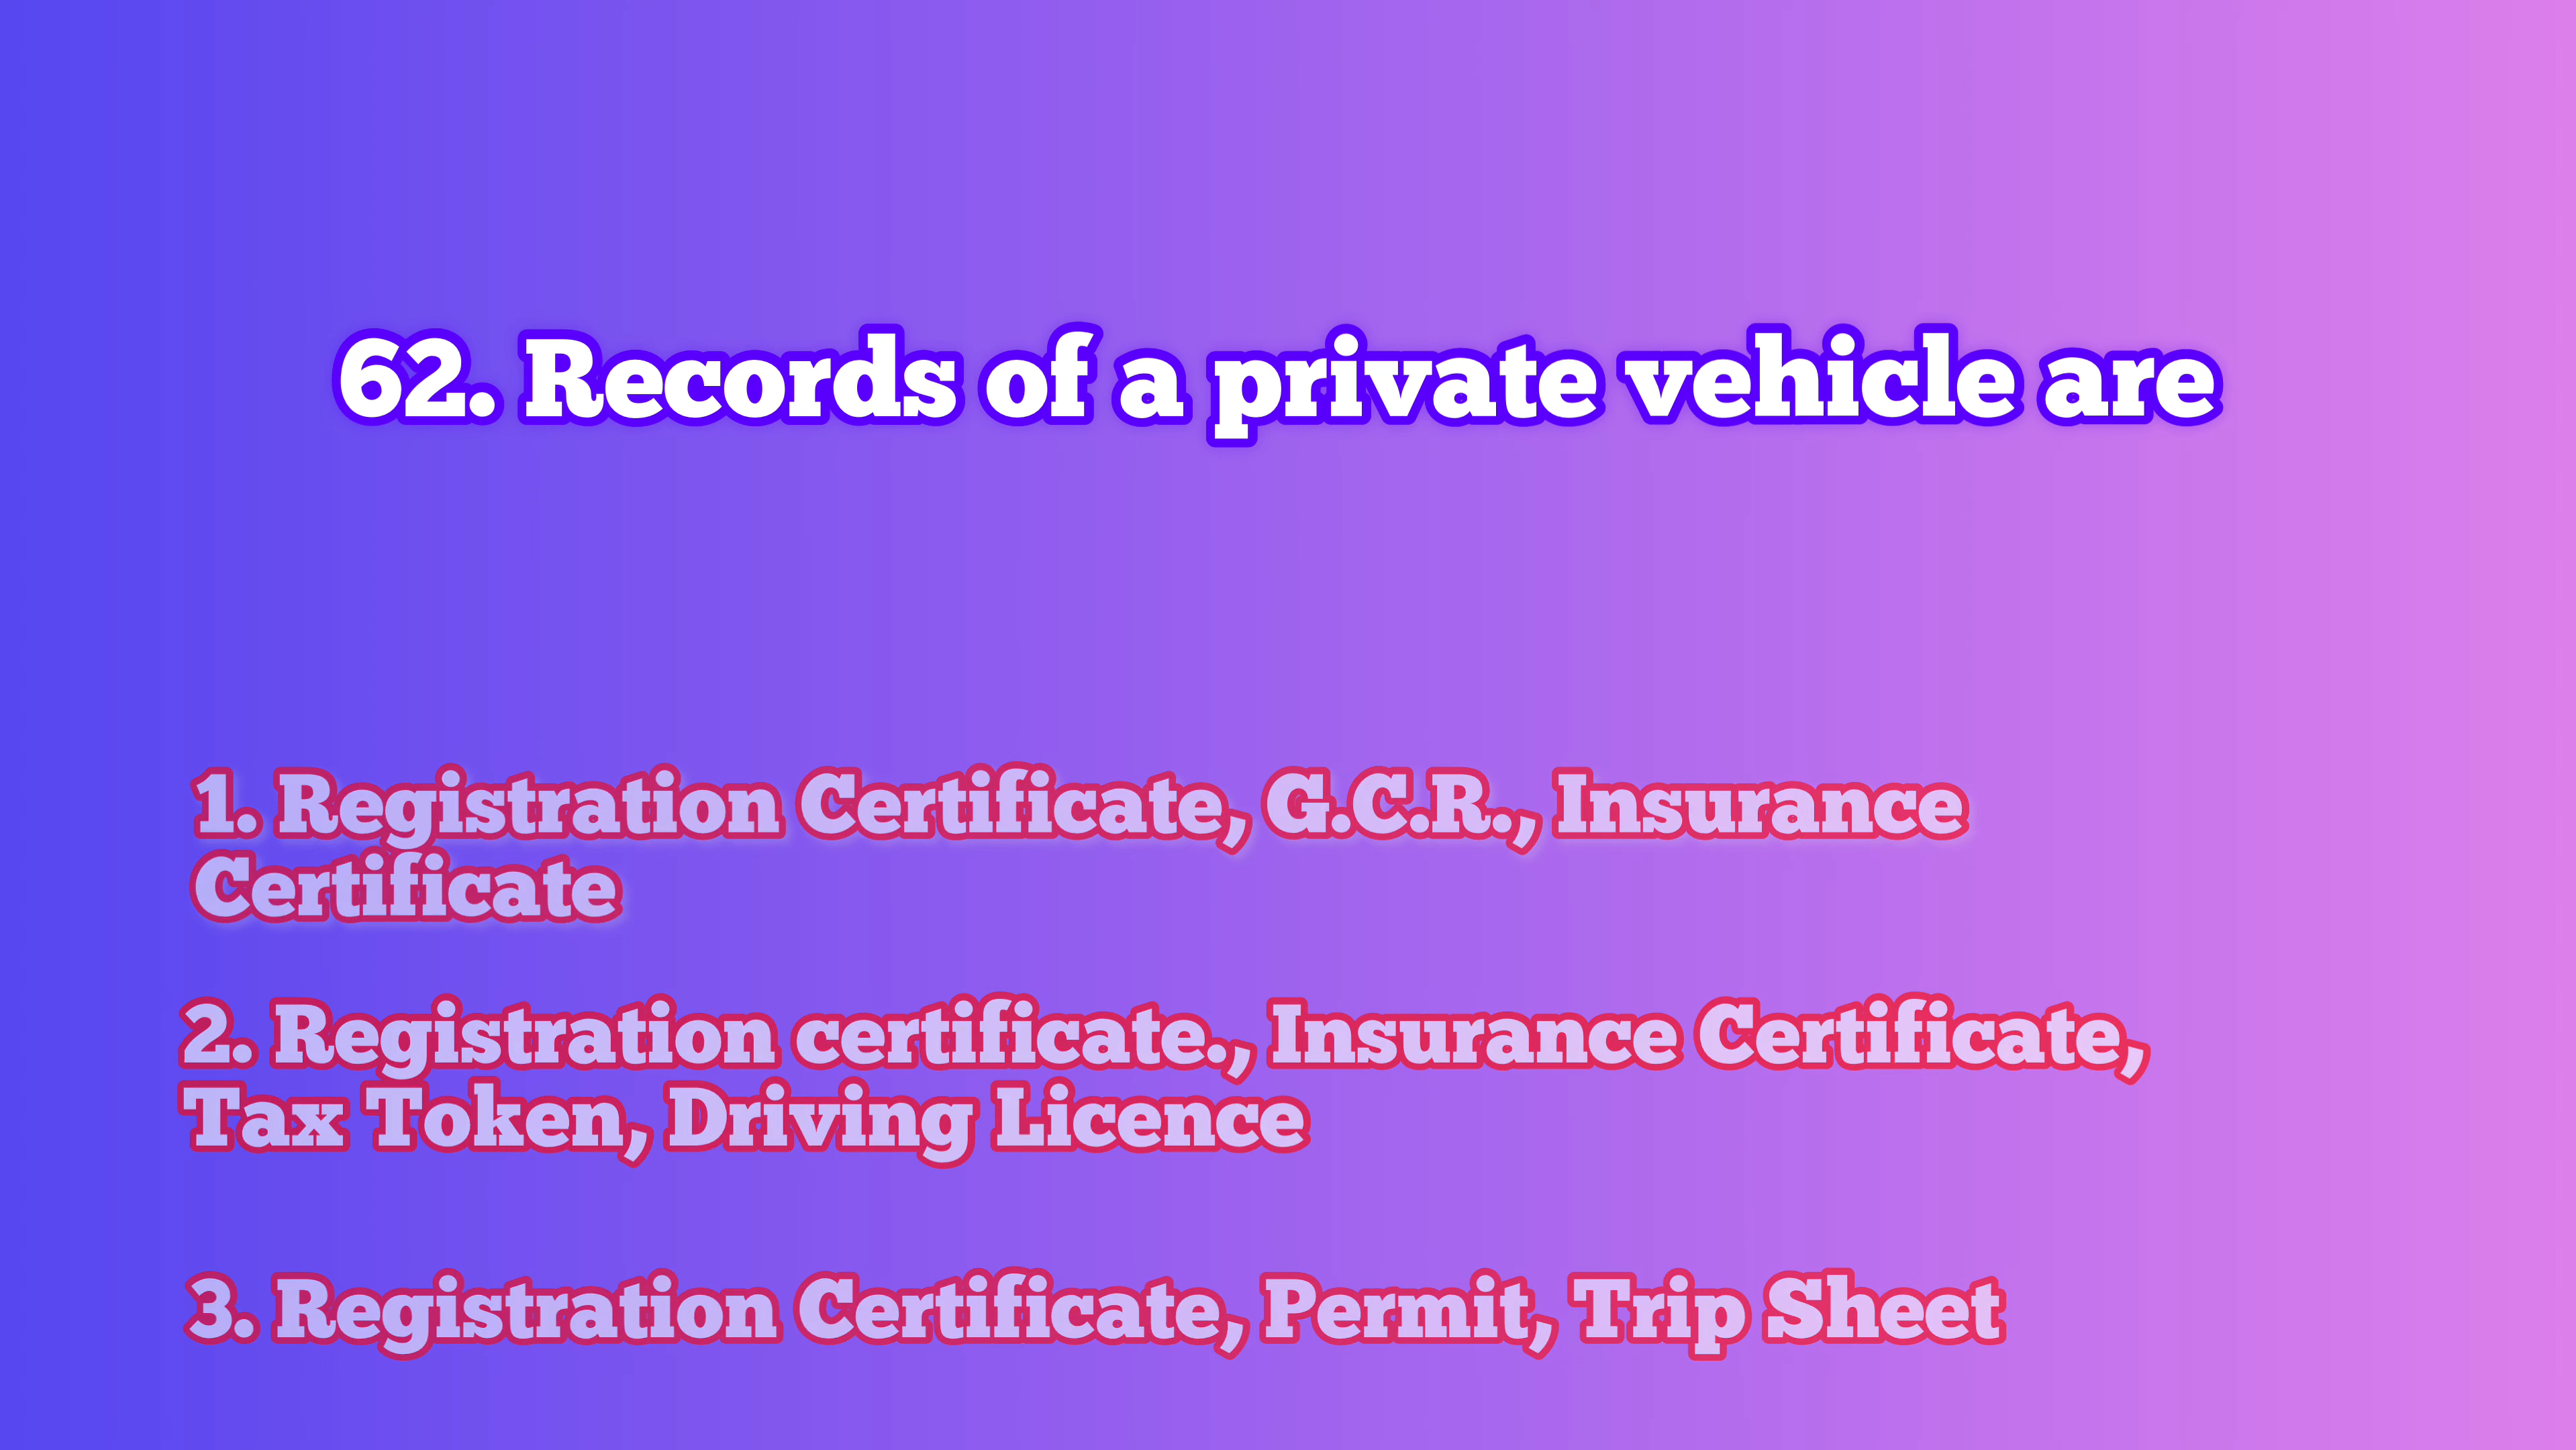 62. Records of a private vehicle are
1. Registration Certificate, G.C.R., Insurance
Certificate
2. Registration certificate., Insurance Certificate,
Tax Token, Driving Licence
3. Registration Certificate, Permit, Trip Sheet